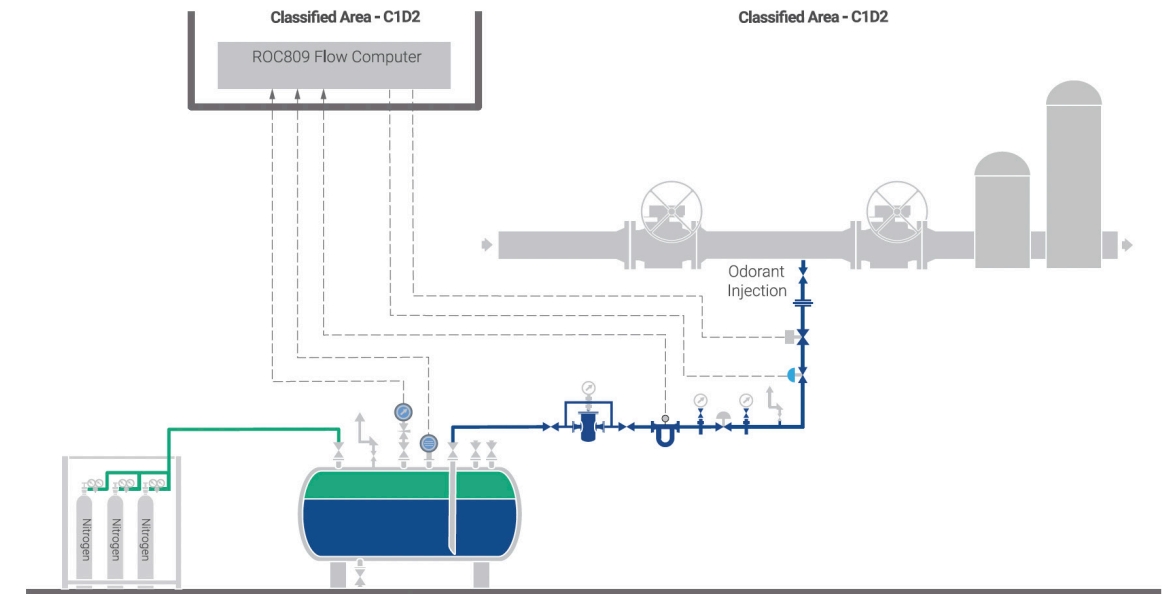 Classified Area - C1D2
Classified Area - C1D2
ROC809 Flow Computer
Odorant
Injection
Nitrogen
Nitrogen
Nitrogen